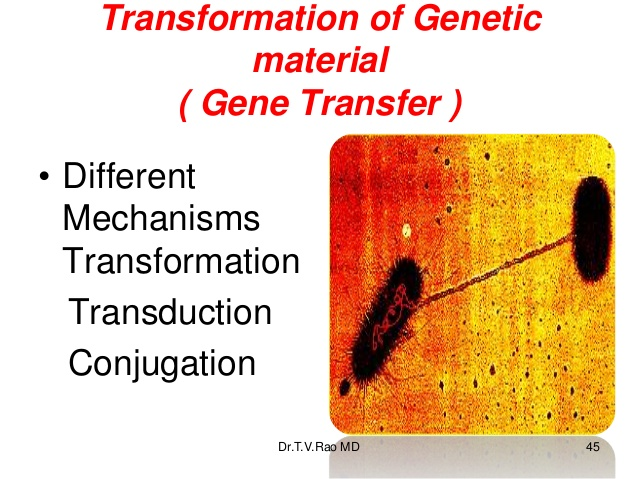 Transformation of Genetic
material
( Gene Transfer )
• Different
Mechanisms
Transformation
Transduction
Conjugation
Dr.T.V.Rao MD
45